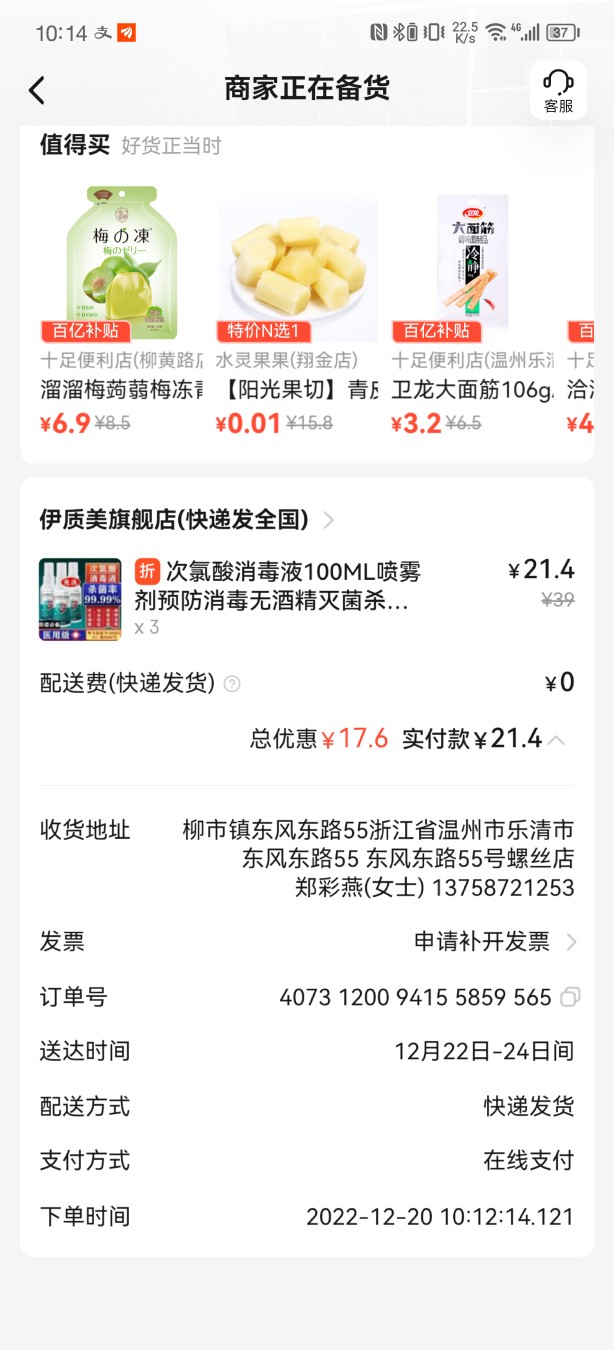 10:14
支
22.5
K/s
4G
37
商家正在备货
客服
值得买 好货正当时
梅の凍
梅のゼリー
卫龙
大面筋
冷静
百亿补贴
特价N选1
百亿补贴
百
十足便利店(柳黄路店
水灵果果(翔金店)
十足便利店(温州乐清
十足
溜溜梅蒟蒻梅冻青
【阳光果切】青皮
卫龙大面筋106g
洽洽
¥6.9 ¥8.5
¥0.01 ¥15.8
¥3.2 ¥6.5
¥4
伊质美旗舰店(快递发全国)
次氯酸
消毒液
杀菌率
99.99%
医用级
折 次氯酸消毒液100ML喷雾
剂预防消毒无酒精灭菌杀...
¥21.4
¥39
x 3
配送费(快递发货) ?
¥0
总优惠¥17.6 实付款¥21.4
收货地址
柳市镇东风东路55浙江省温州市乐清市
东风东路55 东风东路55号螺丝店
郑彩燕(女士) 13758721253
发票
申请补开发票
订单号
4073 1200 9415 5859 565
送达时间
12月22日-24日间
配送方式
快递发货
支付方式
在线支付
下单时间
2022-12-20 10:12:14.121